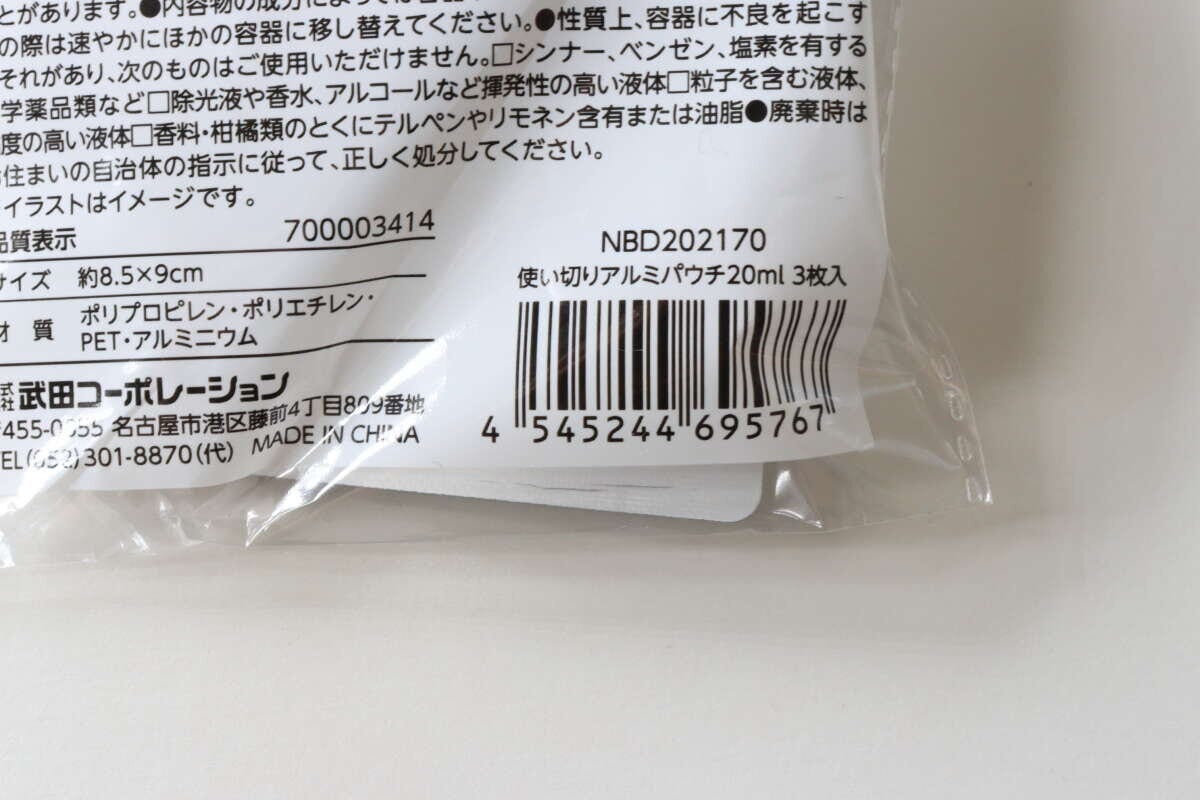 とがあります。●内容物の成分によっては容器
の際は速やかにほかの容器に移し替えてください。●性質上、容器に不良を起こす
それがあり、次のものはご使用いただけません。□シンナー、ベンゼン、塩素を有する
学薬品類など□除光液や香水、アルコールなど揮発性の高い液体□粒子を含む液体、
度の高い液体□香料・柑橘類のとくにテルペンやリモネン含有または油脂●廃棄時は
住まいの自治体の指示に従って、正しく処分してください。
イラストはイメージです。
品質表示 700003414
サイズ 約8.5×9cm
材質 ポリプロピレン・ポリエチレン・
PET・アルミニウム
武田コーポレーション
〒455-0055 名古屋市港区藤前4丁目809番地
TEL(052)301-8870(代) MADE IN CHINA
NBD202170
使い切りアルミパウチ20ml 3枚入
4 545244 695767